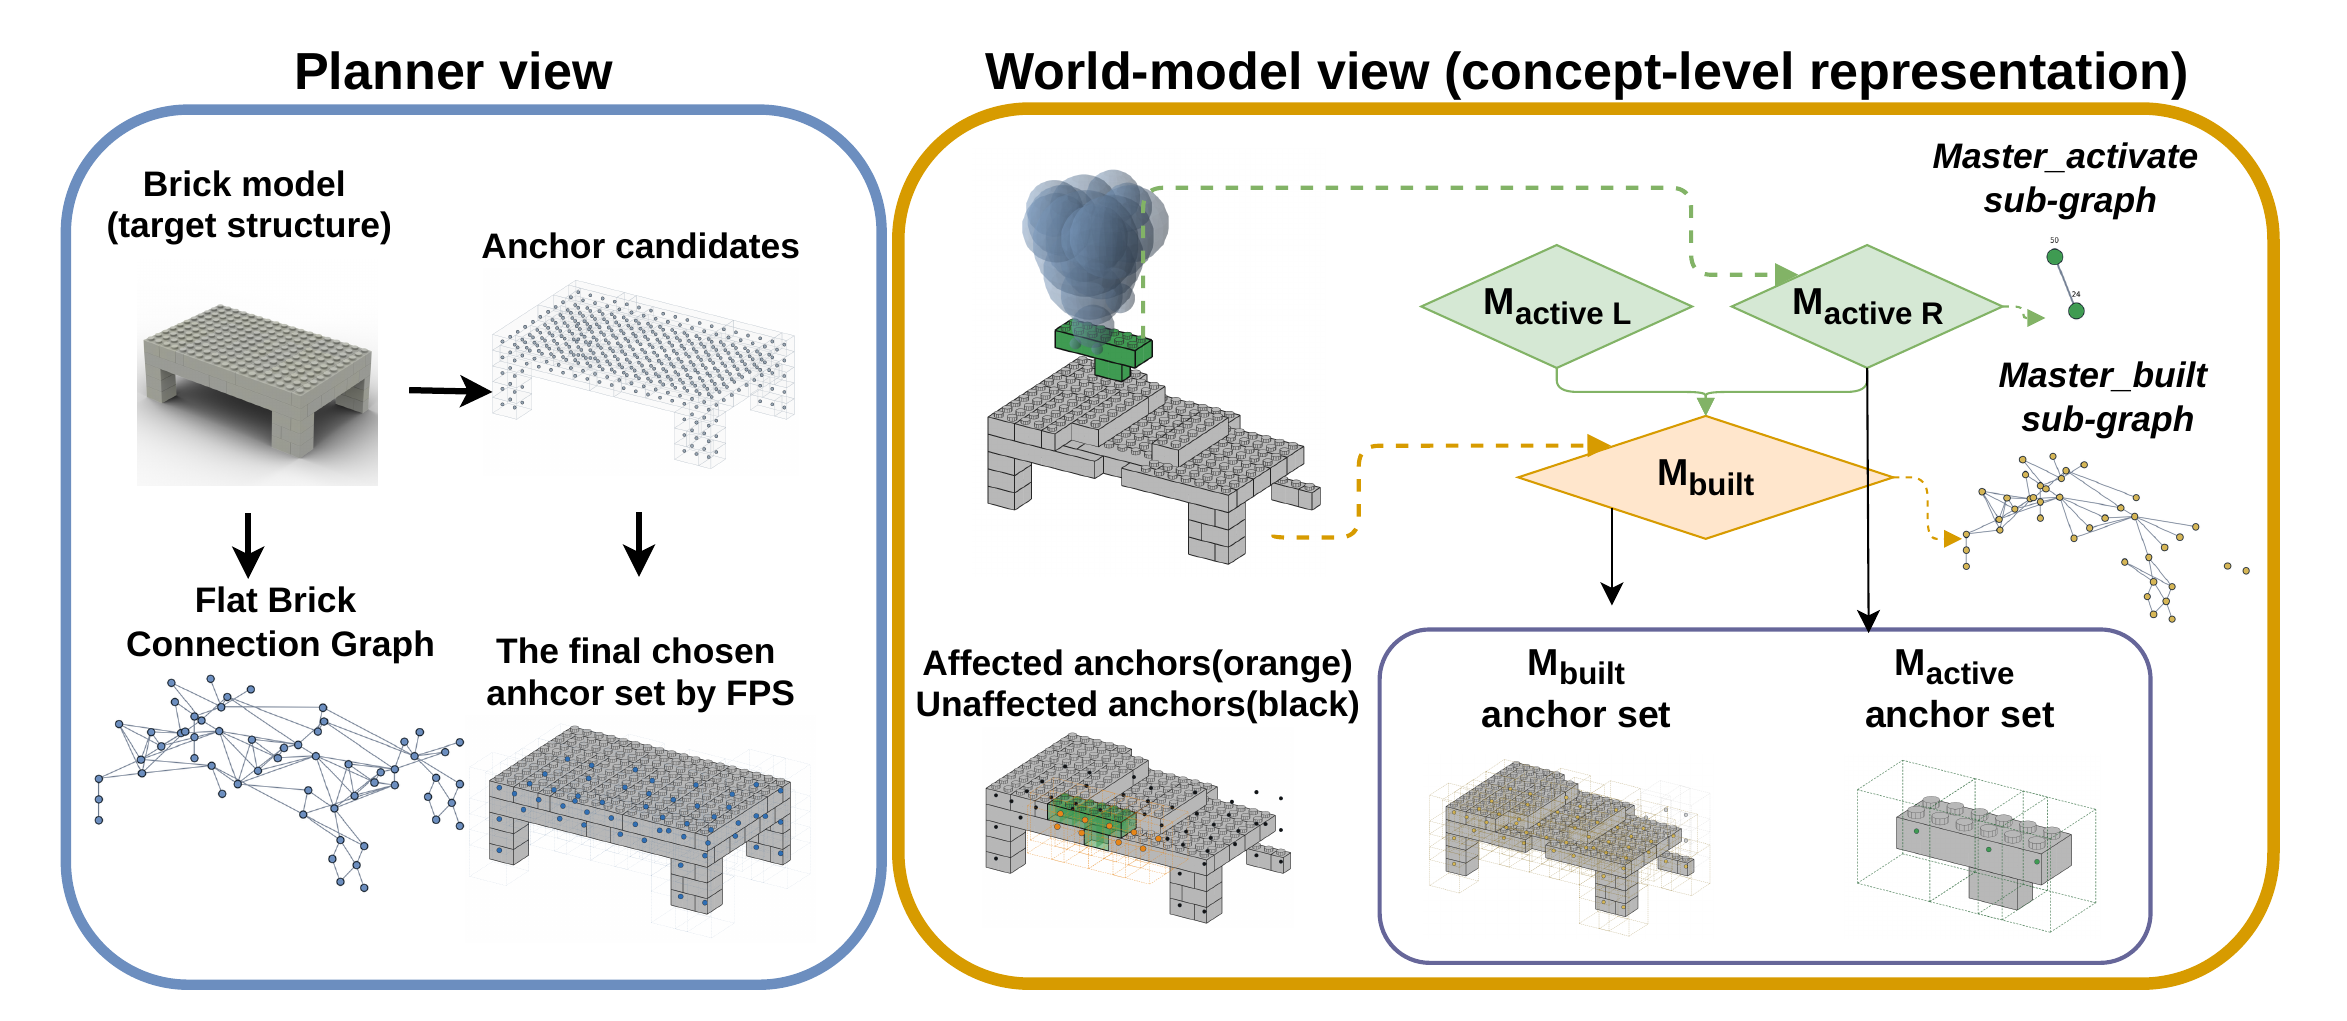 Planner view
Brick model
(target structure)
Anchor candidates
Flat Brick
Connection Graph
The final chosen
anhcor set by FPS
World-model view (concept-level representation)
Master_activate
sub-graph
50
24
Mactive L
Mactive R
Master_built
sub-graph
Mbuilt
Affected anchors(orange)
Unaffected anchors(black)
Mbuilt
anchor set
Mactive
anchor set